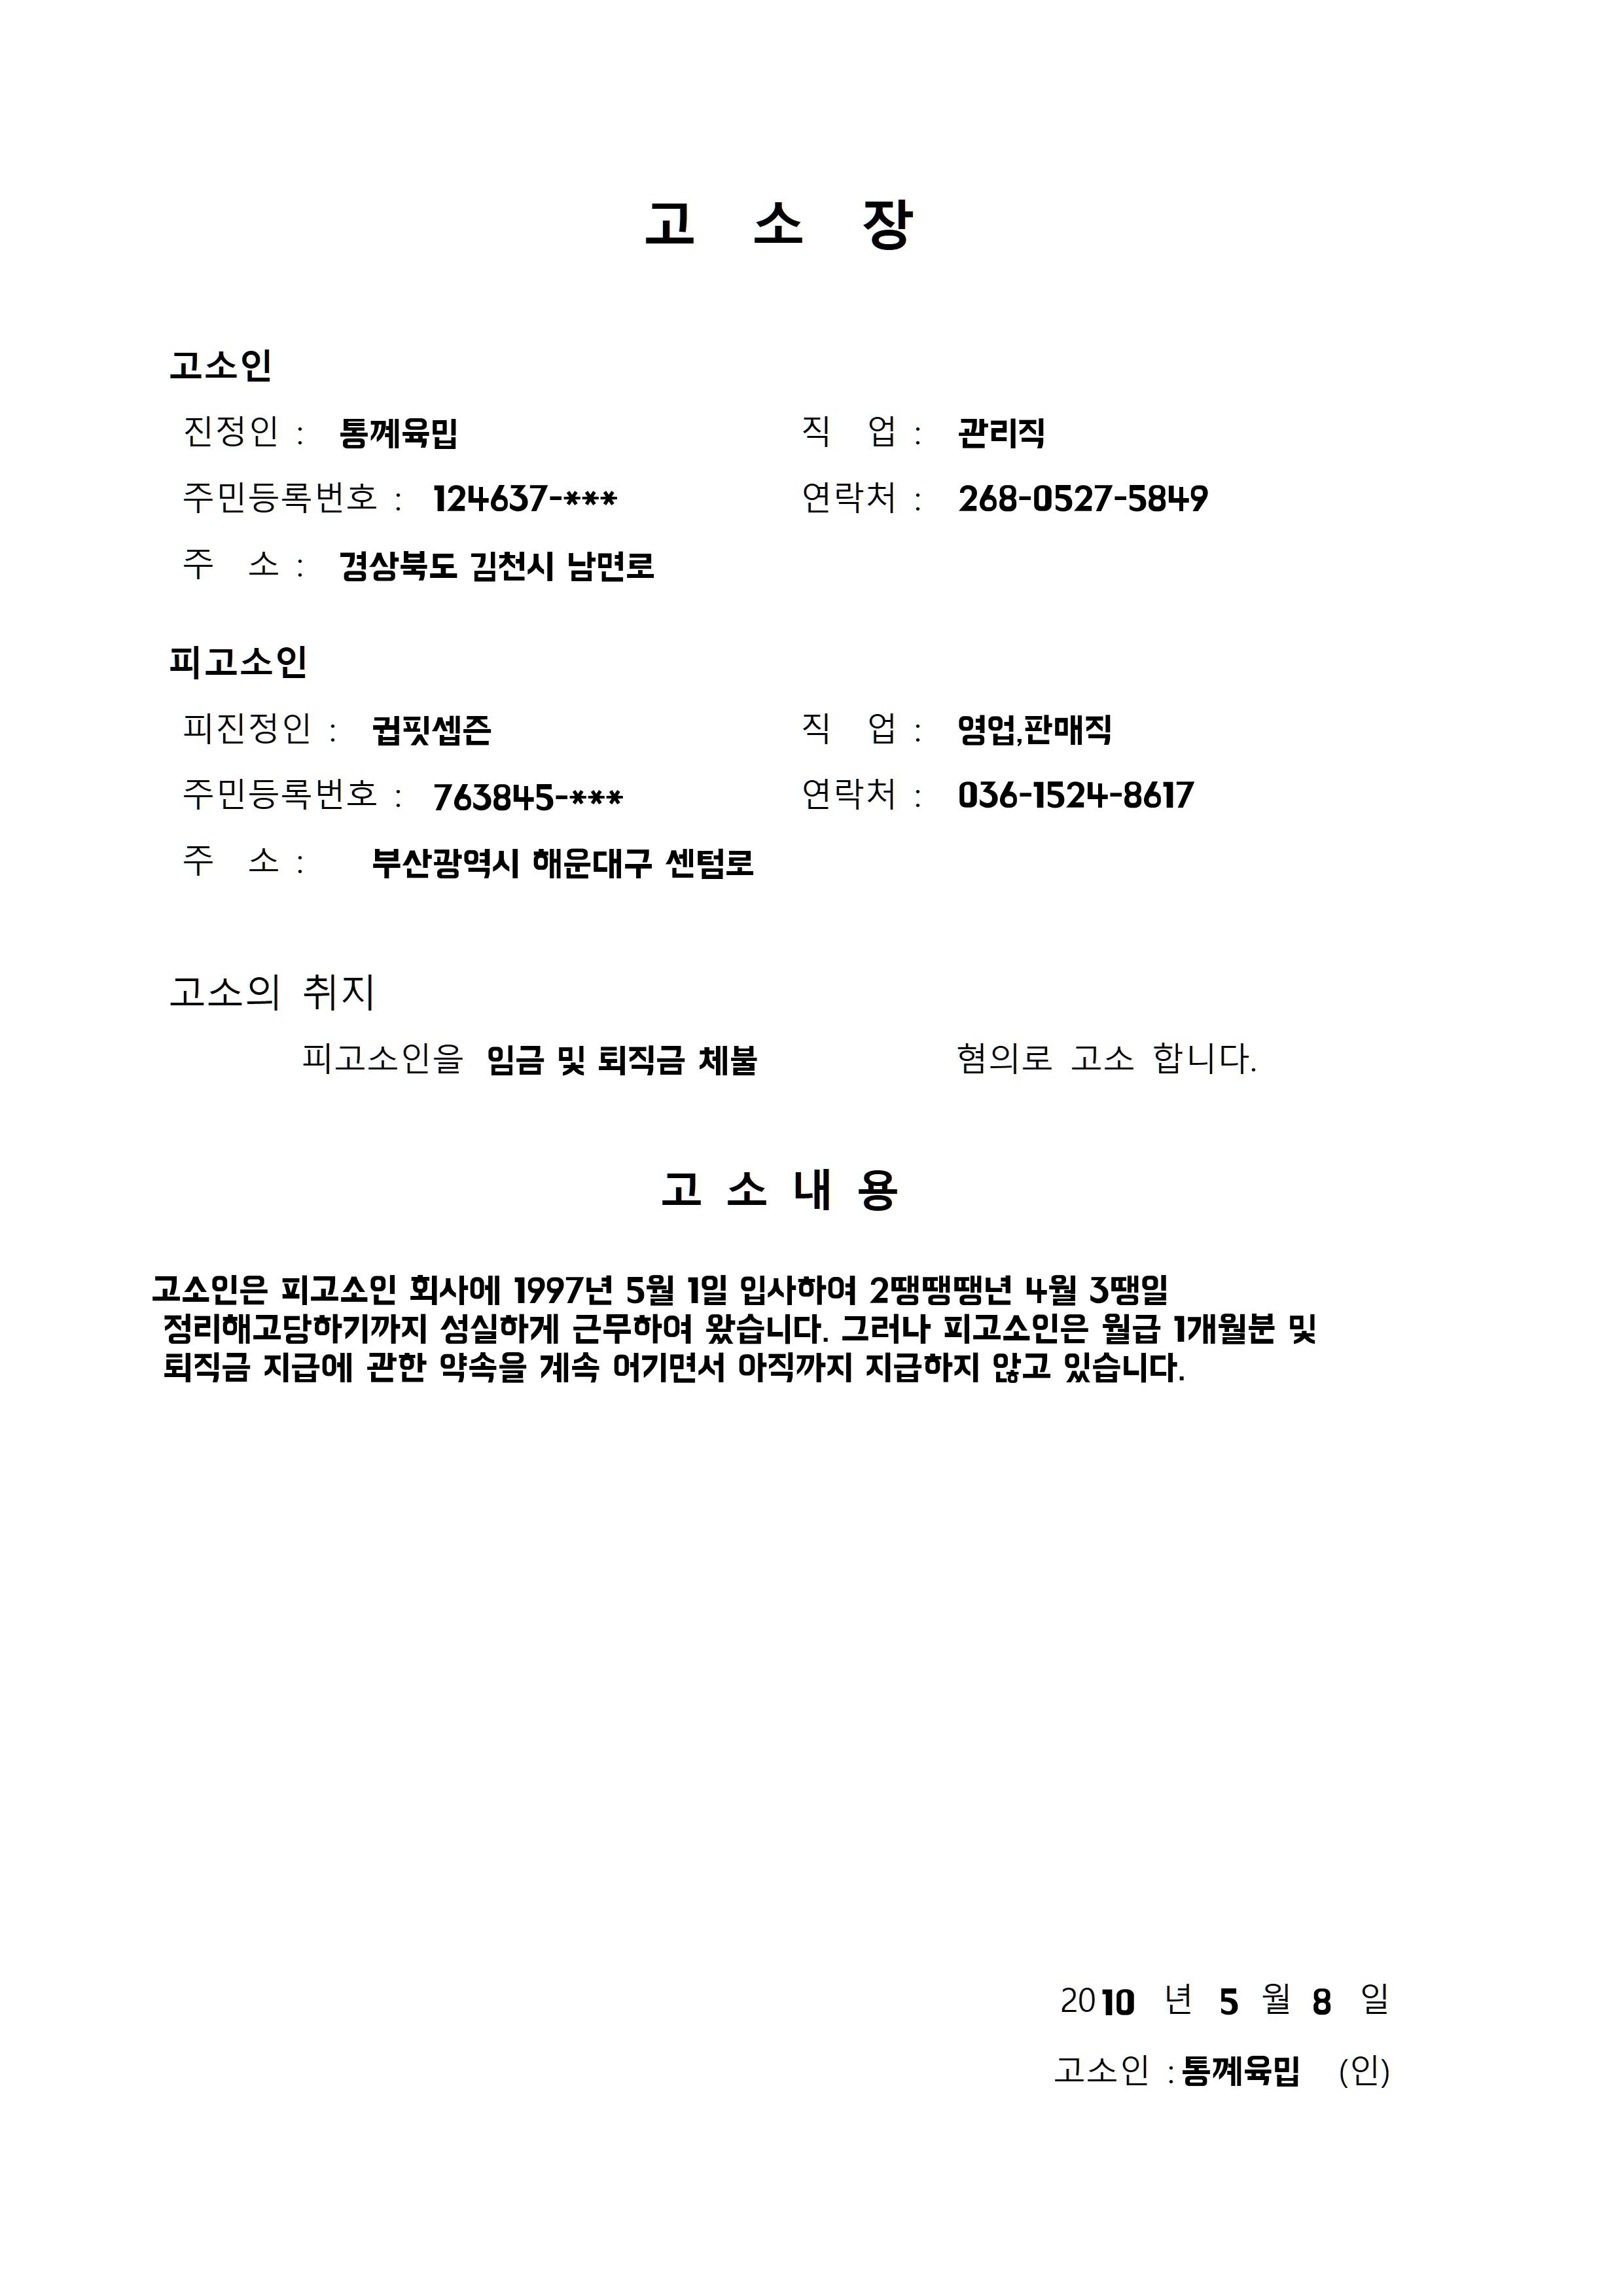 고 소 장
고소인
진정인 : 통꼐육밉 직 업 : 관리직
주민등록번호 : 124637-*** 연락처 : 268-0527-5849
주 소 : 경상북도 김천시 남면로
피고소인
피진정인 : 컵핏셉즌 직 업 : 영업,판매직
주민등록번호 : 763845-*** 연락처 : 036-1524-8617
주 소 : 부산광역시 해운대구 센텀로
고소의 취지
피고소인을 임금 및 퇴직금 체불 혐의로 고소 합니다.
고 소 내 용
고소인은 피고소인 회사에 1997년 5월 1일 입사하여 2땡땡땡년 4월 3땡일
정리해고당하기까지 성실하게 근무하여 왔습니다. 그러나 피고소인은 월급 1개월분 및
퇴직금 지급에 관한 약속을 계속 어기면서 아직까지 지급하지 않고 있습니다.
2010 년 5 월 8 일
고소인 : 통꼐육밉 (인)